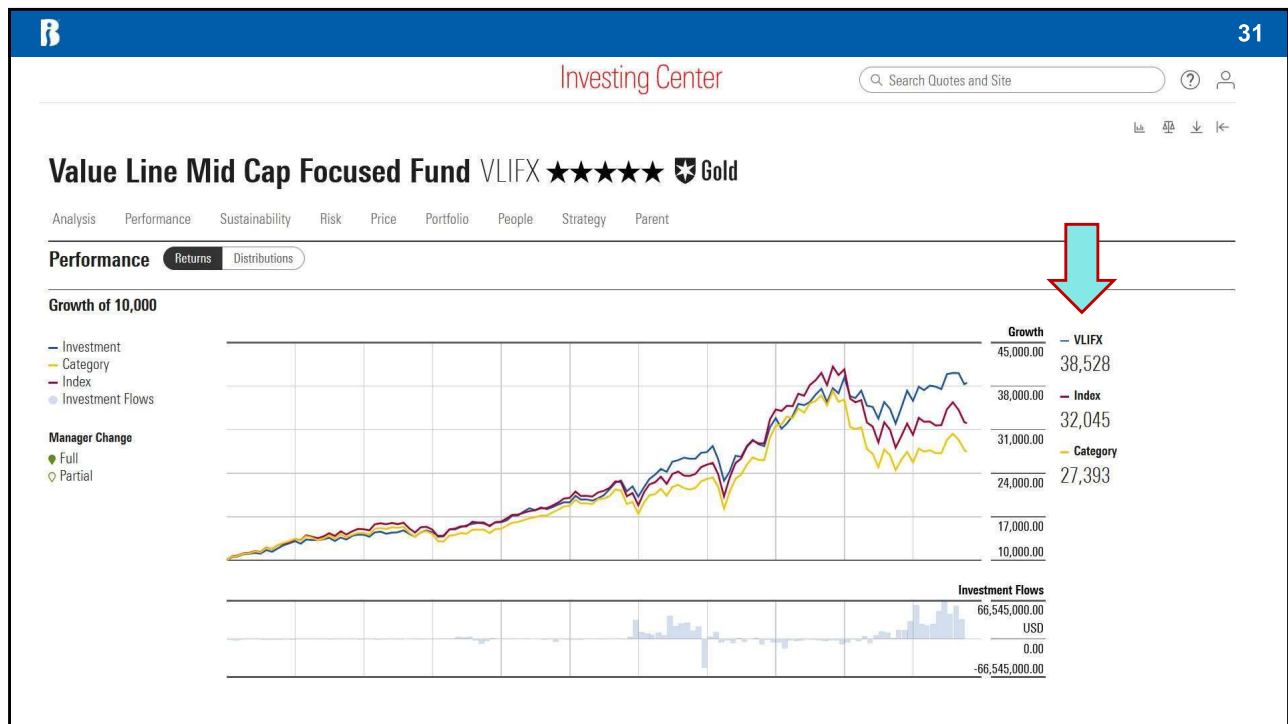 31
Investing Center
Search Quotes and Site
?
Value Line Mid Cap Focused Fund VLIFX ★★★★★ Gold
Analysis Performance Sustainability Risk Price Portfolio People Strategy Parent
Performance Returns Distributions
Growth of 10,000
Investment
Category
Index
Investment Flows
Manager Change
Full
Partial
Growth
45,000.00
38,000.00
31,000.00
24,000.00
17,000.00
10,000.00
VLIFX
38,528
Index
32,045
Category
27,393
Investment Flows
66,545,000.00
USD
0.00
-66,545,000.00